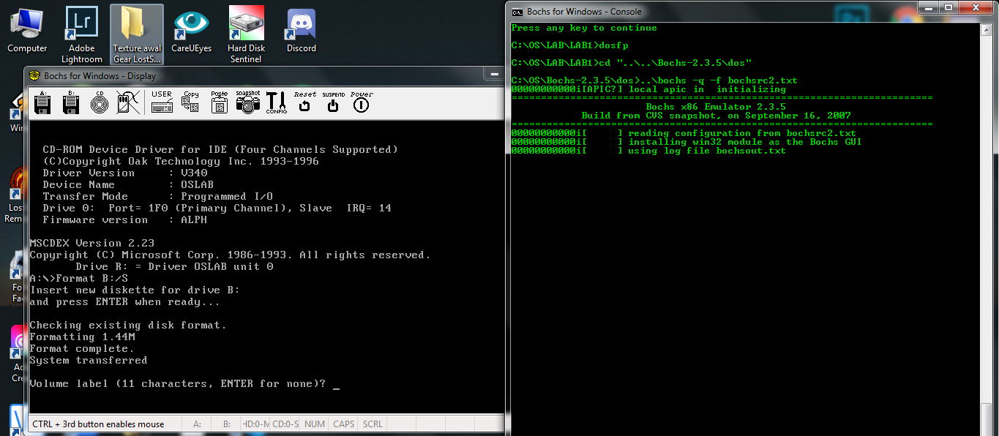 Computer
Adobe
Lightroom
Texture awal
Gear LostS...
CareUEyes
Hard Disk
Sentinel
Discord
Bochs for Windows - Display
A:
B:
CD
USER
Copy
Paste
snapshot
CONFIG
Reset
SUSPEND
Power
CD-ROM Device Driver for IDE (Four Channels Supported)
(C)Copyright Oak Technology Inc. 1993-1996
Driver Version : V340
Device Name : OSLAB
Transfer Mode : Programmed I/O
Drive 0: Port= 1F0 (Primary Channel), Slave IRQ= 14
Firmware version : ALPH
MSCDEX Version 2.23
Copyright (C) Microsoft Corp. 1986-1993. All rights reserved.
Drive R: = Driver OSLAB unit 0
A:\>Format B:/S
Insert new diskette for drive B:
and press ENTER when ready...
Checking existing disk format.
Formatting 1.44M
Format complete.
System transferred
Volume label (11 characters, ENTER for none)? _
CTRL + 3rd button enables mouse
A:
B:
HD:0-M
CD:0-S
NUM
CAPS
SCRL
Bochs for Windows - Console
Press any key to continue
C:\OS\LAB\LAB1>dosfp
C:\OS\LAB\LAB1>cd "..\..\Bochs-2.3.5\dos"
C:\OS\Bochs-2.3.5\dos>..\bochs -q -f bochsrc2.txt
00000000000i[APIC?] local apic in initializing
========================================================================
Bochs x86 Emulator 2.3.5
Build from CVS snapshot, on September 16, 2007
========================================================================
00000000000i[ ] reading configuration from bochsrc2.txt
00000000000i[ ] installing win32 module as the Bochs GUI
00000000000i[ ] using log file bochsout.txt